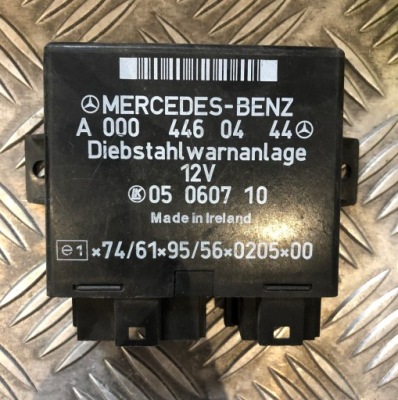 MERCEDES-BENZ
A 000 446 04 44
Diebstahlwarnanlage
12V
LK 05 0607 10
Made in Ireland
e1 *74/61*95/56*0205*00